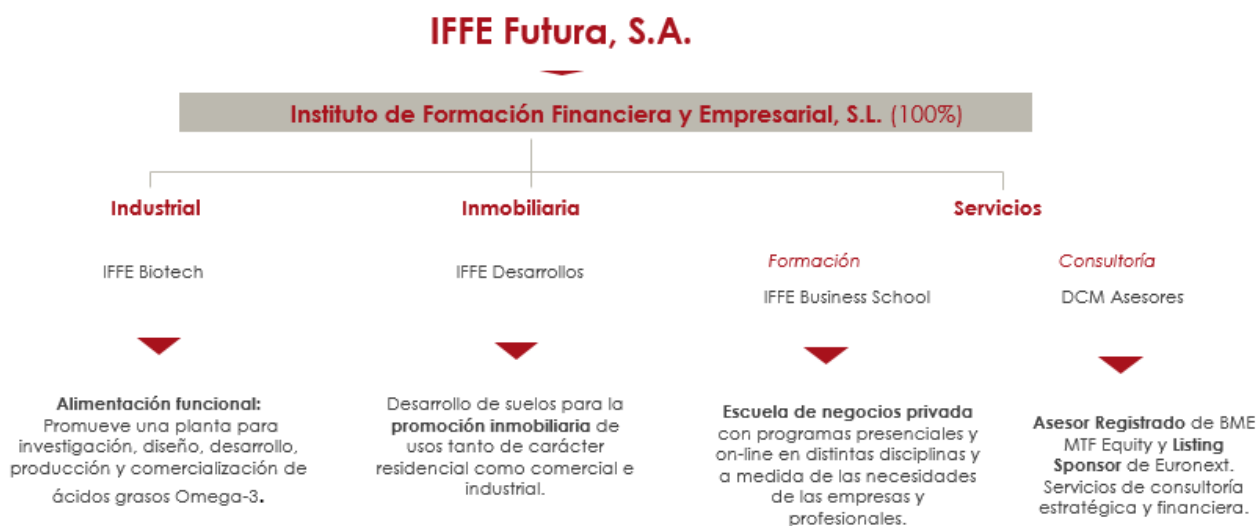 IFFE Futura, S.A.
Instituto de Formación Financiera y Empresarial, S.L. (100%)
Industrial
Inmobiliaria
Servicios
IFFE Biotech
IFFE Desarrollos
Formación
IFFE Business School
Consultoría
DCM Asesores
Alimentación funcional:
Promueve una planta para
investigación, diseño, desarrollo,
producción y comercialización de
ácidos grasos Omega-3.
Desarrollo de suelos para la
promoción inmobiliaria de
usos tanto de carácter
residencial como comercial e
industrial.
Escuela de negocios privada
con programas presenciales y
on-line en distintas disciplinas y
a medida de las necesidades
de las empresas y
profesionales.
Asesor Registrado de BME
MTF Equity y Listing
Sponsor de Euronext.
Servicios de consultoría
estratégica y financiera.